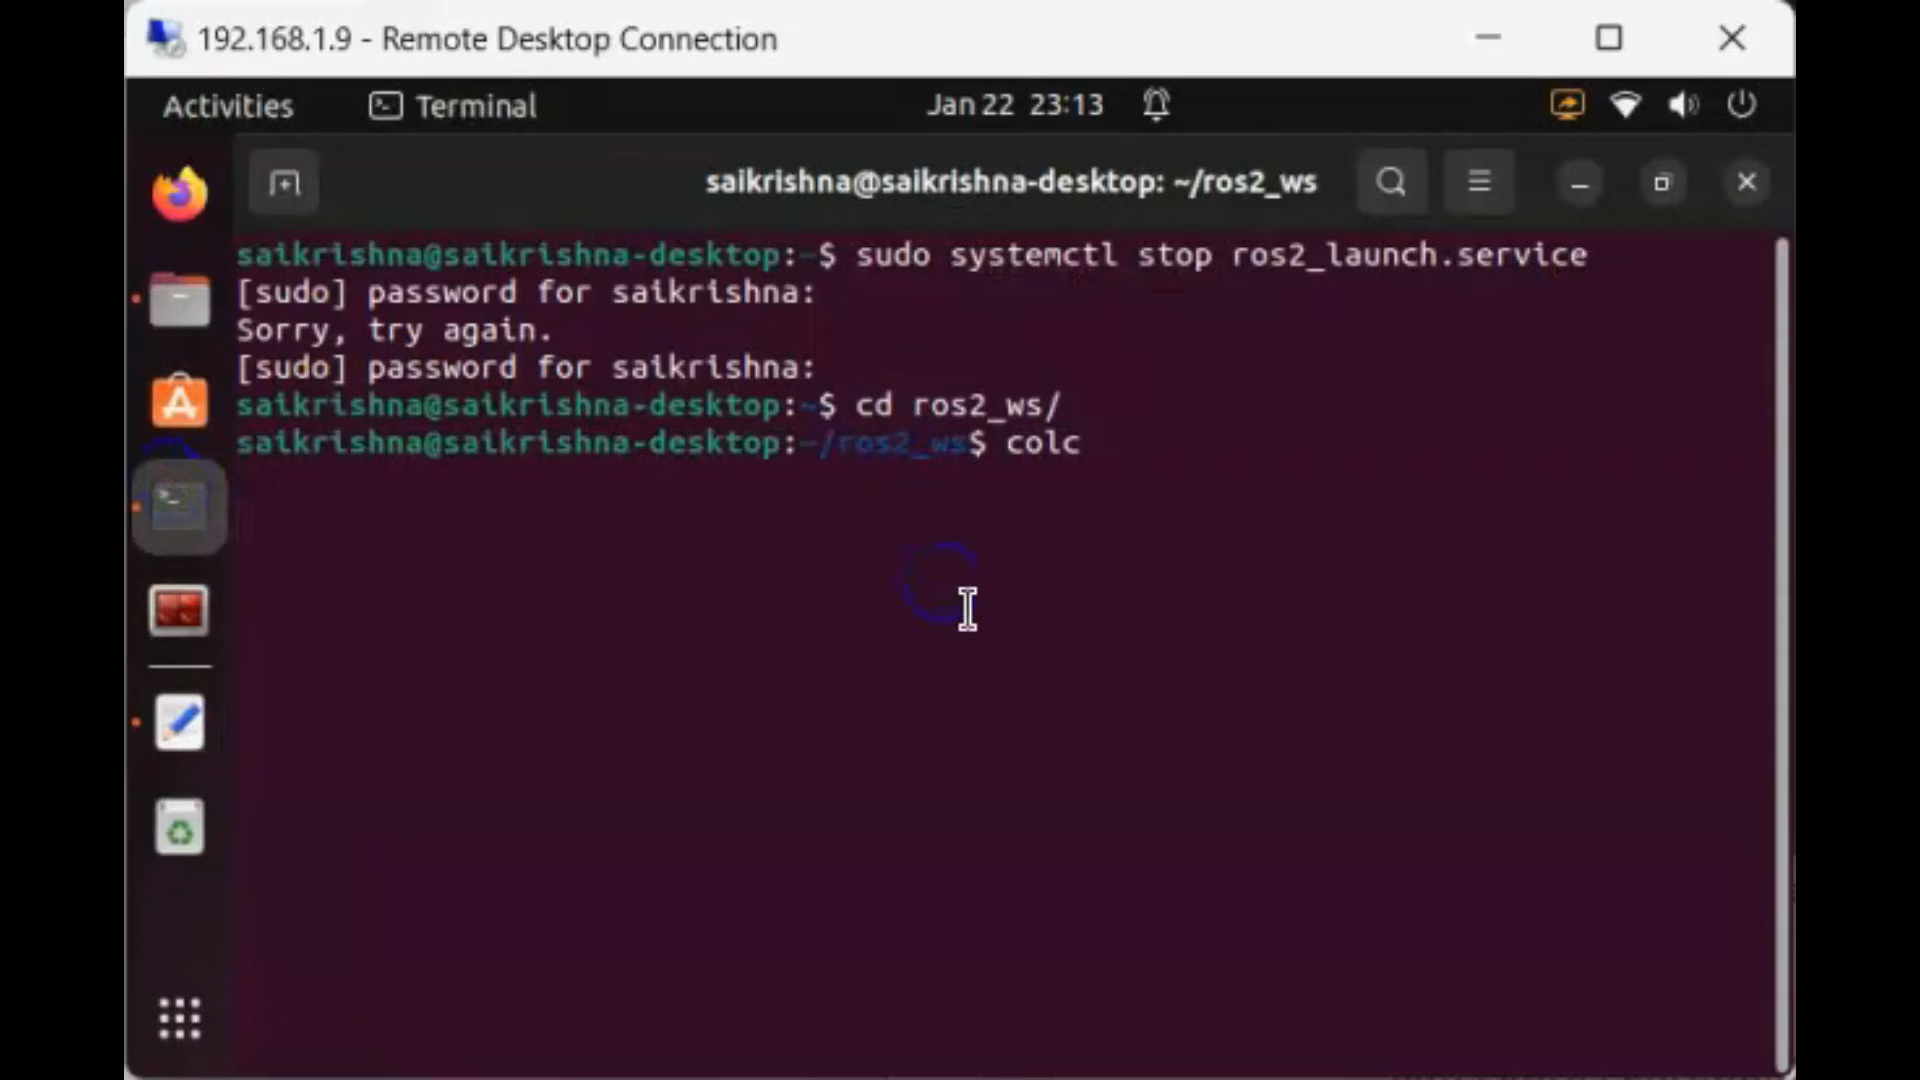 192.168.1.9 - Remote Desktop Connection
Activities Terminal Jan 22 23:13
saikrishna@saikrishna-desktop: ~/ros2_ws
saikrishna@saikrishna-desktop:~$ sudo systemctl stop ros2_launch.service
[sudo] password for saikrishna:
Sorry, try again.
[sudo] password for saikrishna:
saikrishna@saikrishna-desktop:~$ cd ros2_ws/
saikrishna@saikrishna-desktop:~/ros2_ws$ colc